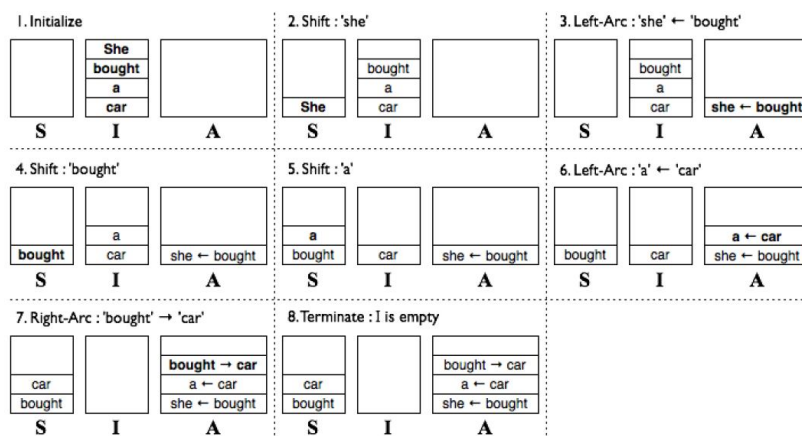 1. Initialize
She
bought
a
car
S I A
2. Shift : 'she'
She
bought
a
car
S I A
3. Left-Arc : 'she' ← 'bought'
bought
a
car
she ← bought
S I A
4. Shift : 'bought'
bought
a
car
she ← bought
S I A
5. Shift : 'a'
a
bought
car
she ← bought
S I A
6. Left-Arc : 'a' ← 'car'
bought
car
a ← car
she ← bought
S I A
7. Right-Arc : 'bought' → 'car'
car
bought
bought → car
a ← car
she ← bought
S I A
8. Terminate : I is empty
car
bought
bought → car
a ← car
she ← bought
S I A